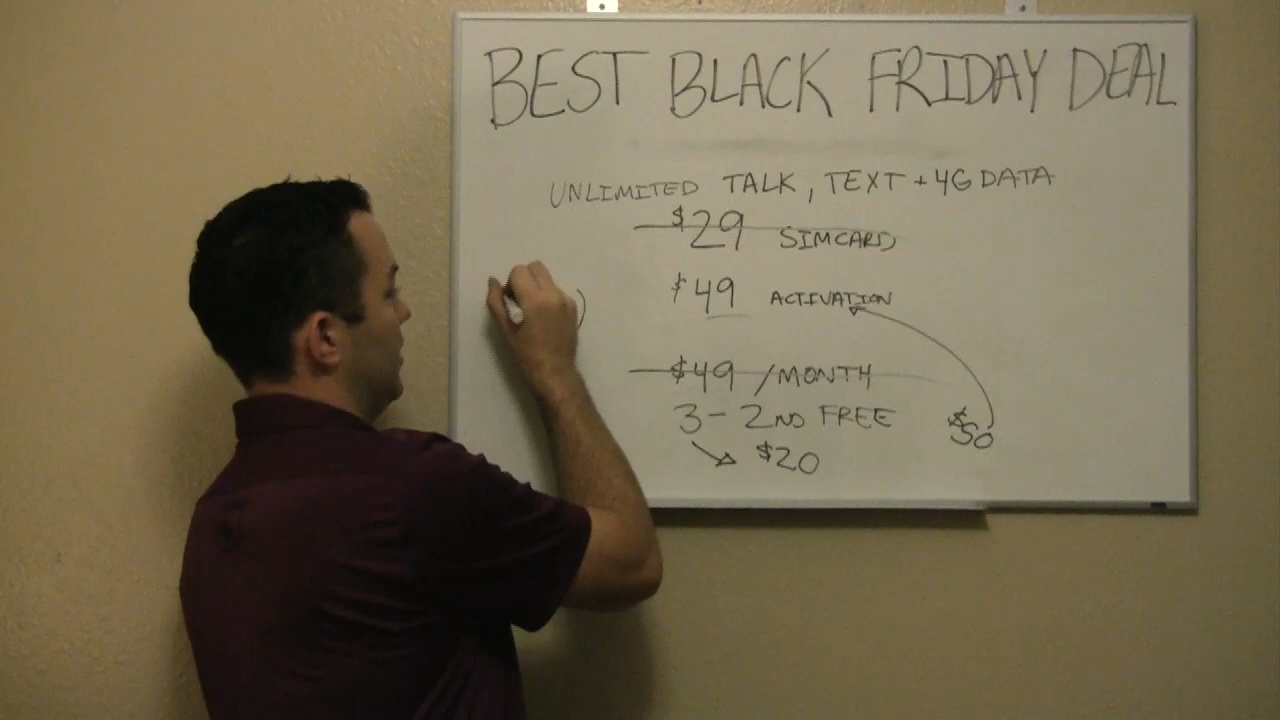 BEST BLACK FRIDAY DEAL
UNLIMITED TALK, TEXT + 4G DATA
$29 SIMCARD
$49 ACTIVATION
$49 /MONTH
3 - 2ND FREE
$50
$20